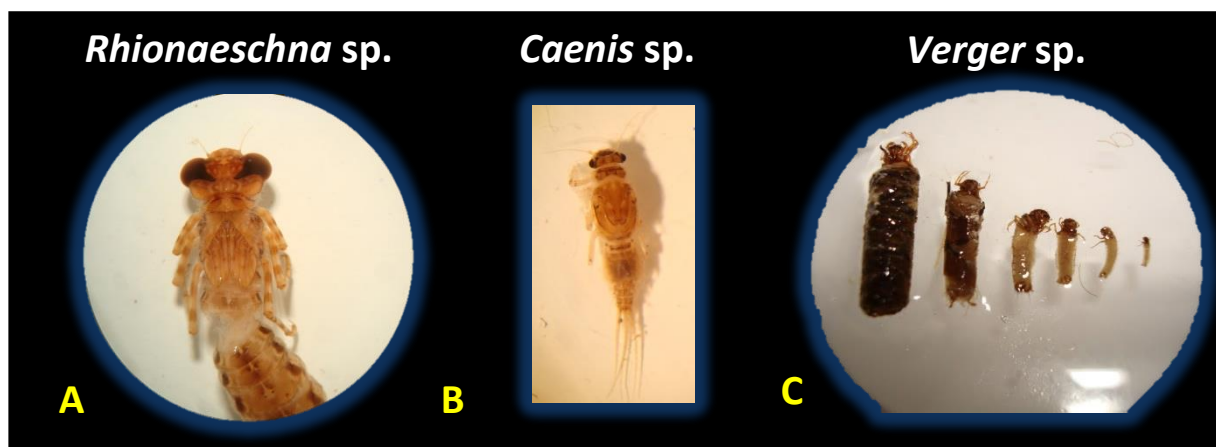 Rhionaeschna sp.
Caenis sp.
Verger sp.
A
B
C